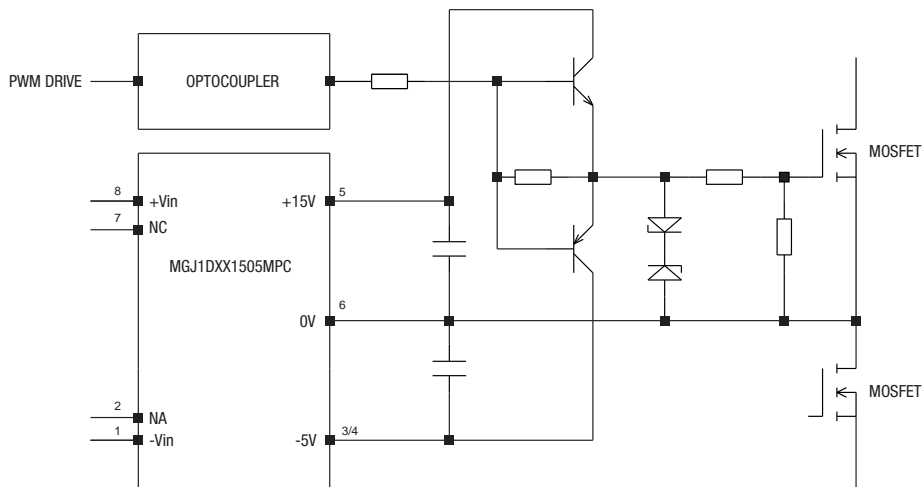 PWM DRIVE
OPTOCOUPLER
MOSFET
8
+Vin
+15V
5
7
NC
MGJ1DXX1505MPC
6
0V
MOSFET
2
NA
1
-Vin
-5V
3/4